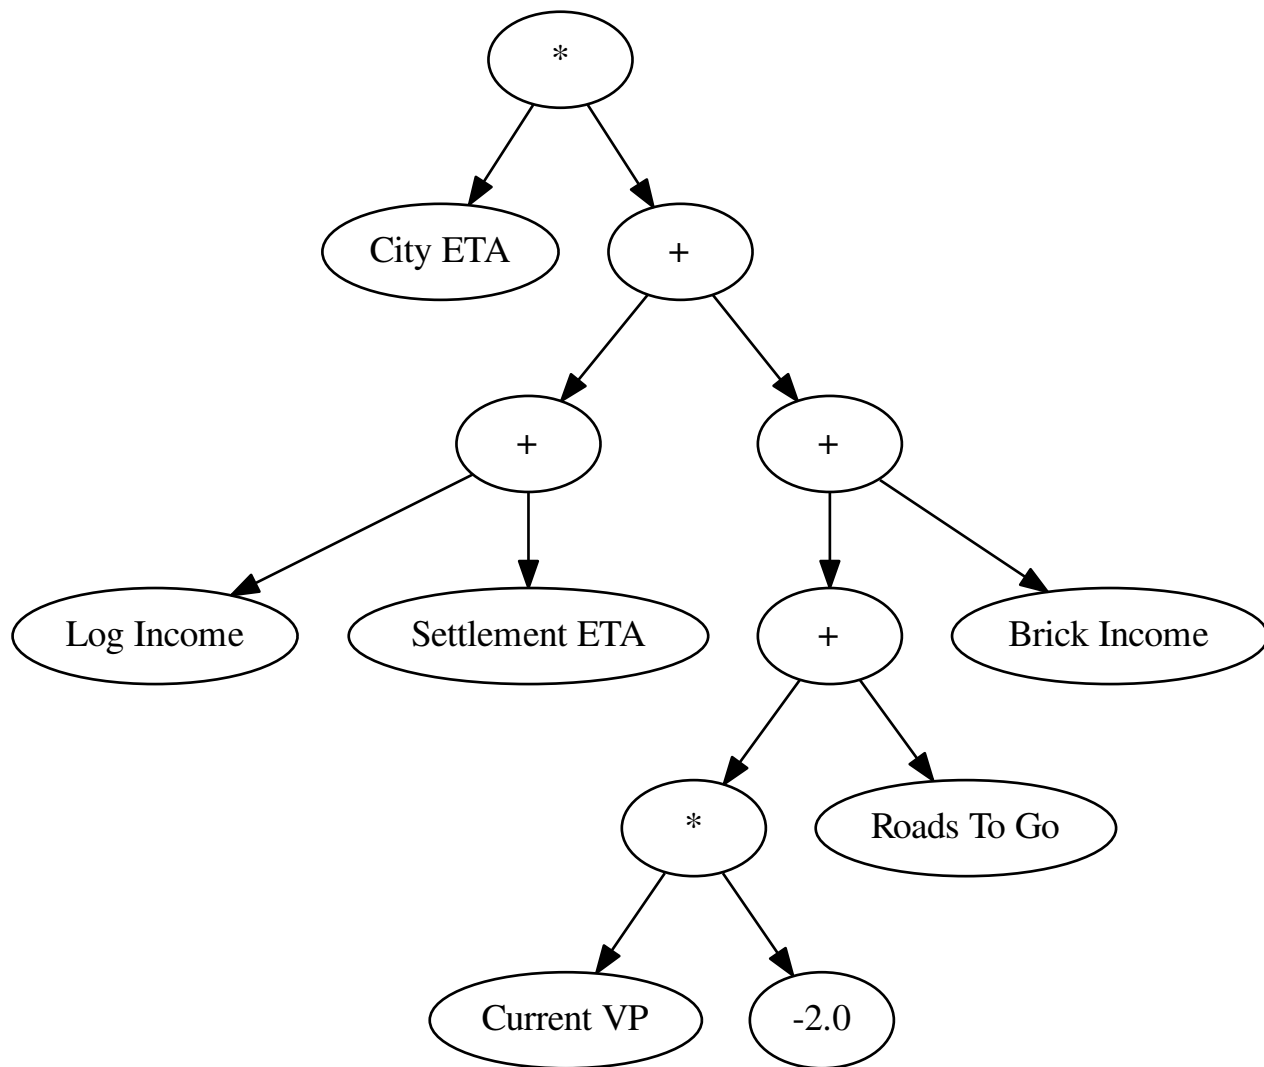 *
City ETA
+
+
+
Log Income
Settlement ETA
+
Brick Income
*
Roads To Go
Current VP
-2.0